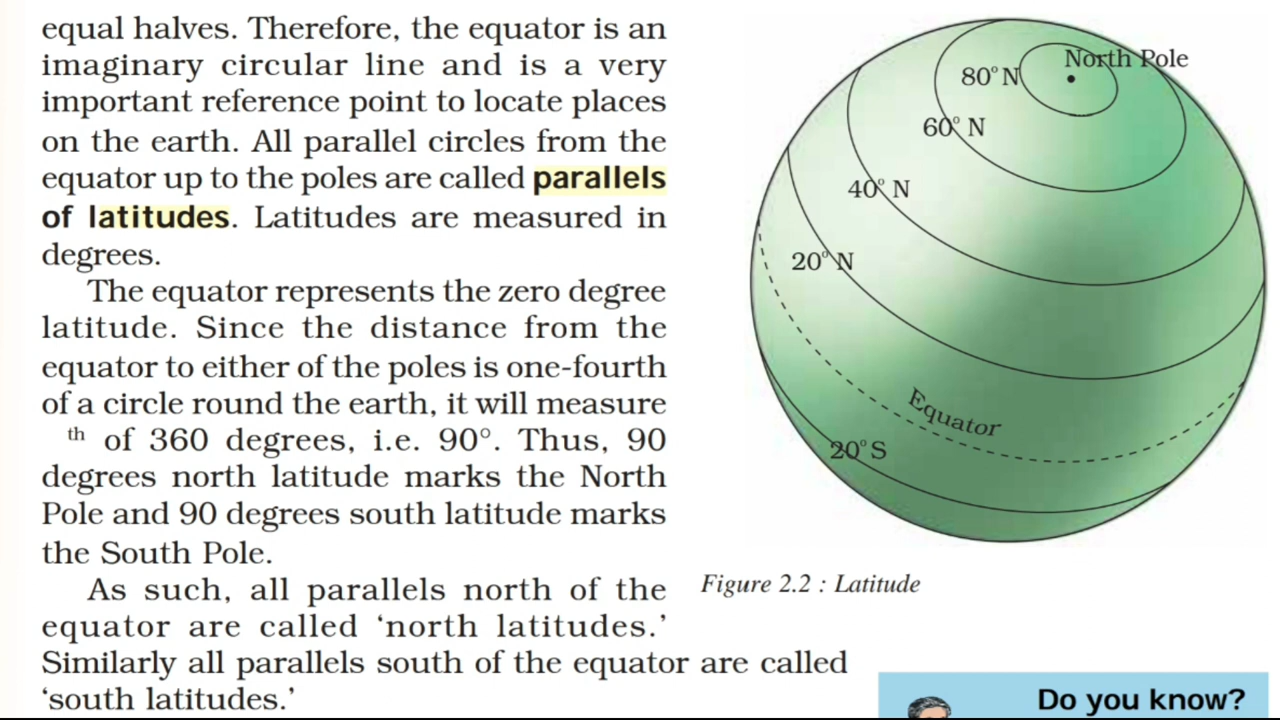 equal halves. Therefore, the equator is an
imaginary circular line and is a very
important reference point to locate places
on the earth. All parallel circles from the
equator up to the poles are called parallels
of latitudes. Latitudes are measured in
degrees.
The equator represents the zero degree
latitude. Since the distance from the
equator to either of the poles is one-fourth
of a circle round the earth, it will measure
th of 360 degrees, i.e. 90°. Thus, 90
degrees north latitude marks the North
Pole and 90 degrees south latitude marks
the South Pole.
As such, all parallels north of the
equator are called ‘north latitudes.’
Similarly all parallels south of the equator are called
‘south latitudes.’
North Pole
80° N
60° N
40° N
20° N
Equator
20° S
Figure 2.2 : Latitude
Do you know?